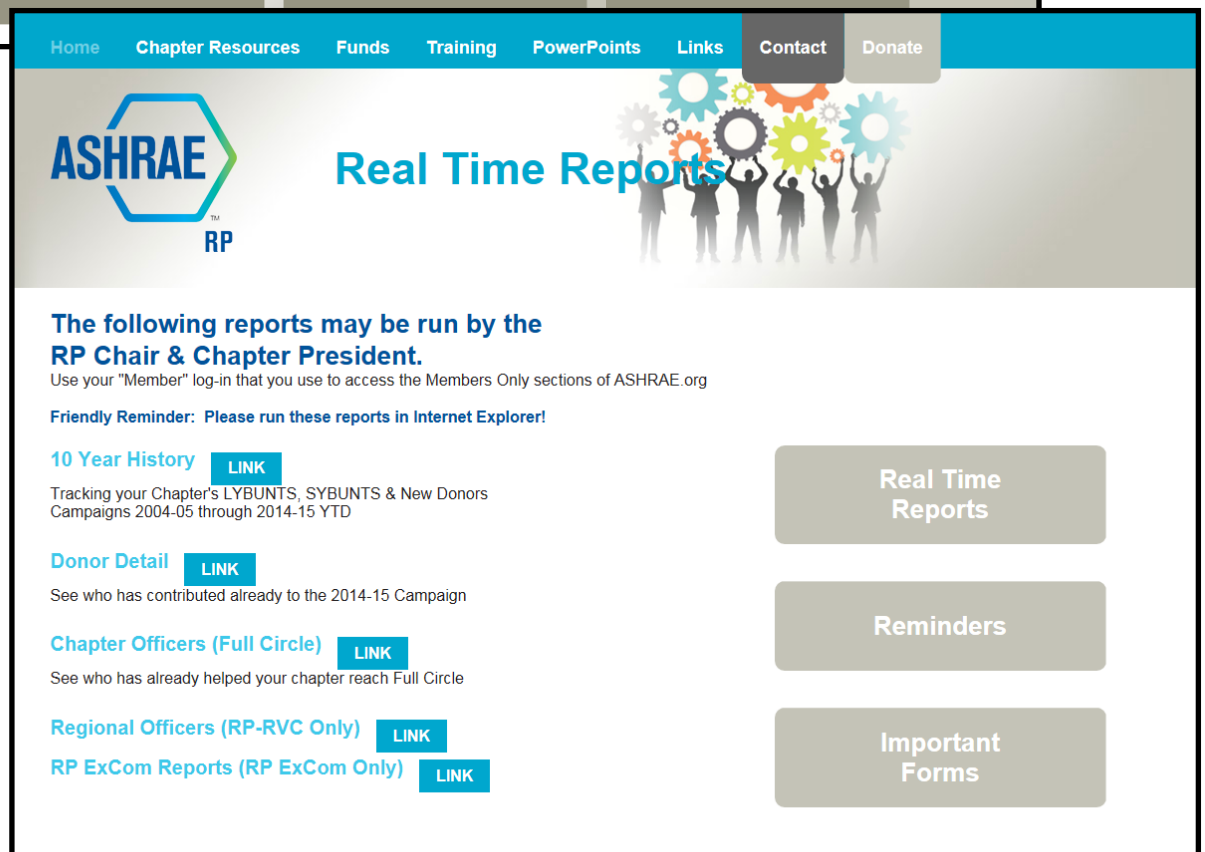 Home Chapter Resources Funds Training PowerPoints Links Contact Donate
ASHRAE
TM
RP
Real Time Reports
The following reports may be run by the
RP Chair & Chapter President.
Use your "Member" log-in that you use to access the Members Only sections of ASHRAE.org
Friendly Reminder: Please run these reports in Internet Explorer!
10 Year History LINK
Tracking your Chapter's LYBUNTS, SYBUNTS & New Donors
Campaigns 2004-05 through 2014-15 YTD
Donor Detail LINK
See who has contributed already to the 2014-15 Campaign
Chapter Officers (Full Circle) LINK
See who has already helped your chapter reach Full Circle
Regional Officers (RP-RVC Only) LINK
RP ExCom Reports (RP ExCom Only) LINK
Real Time
Reports
Reminders
Important
Forms